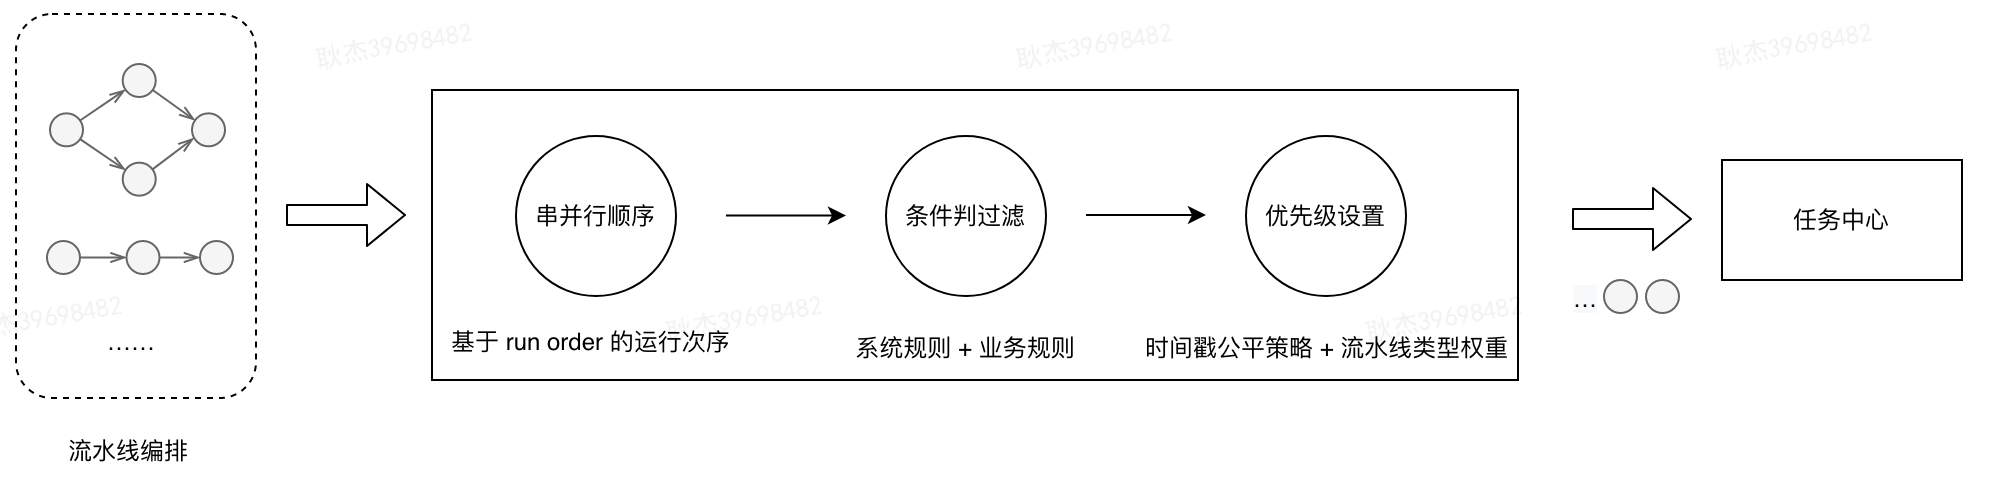 耿杰39698482
耿杰39698482
耿杰39698482
串并行顺序
条件判过滤
优先级设置
任务中心
杰39698482
耿杰39698482
耿杰39698482
…
……
基于 run order 的运行次序
系统规则 + 业务规则
时间戳公平策略 + 流水线类型权重
流水线编排